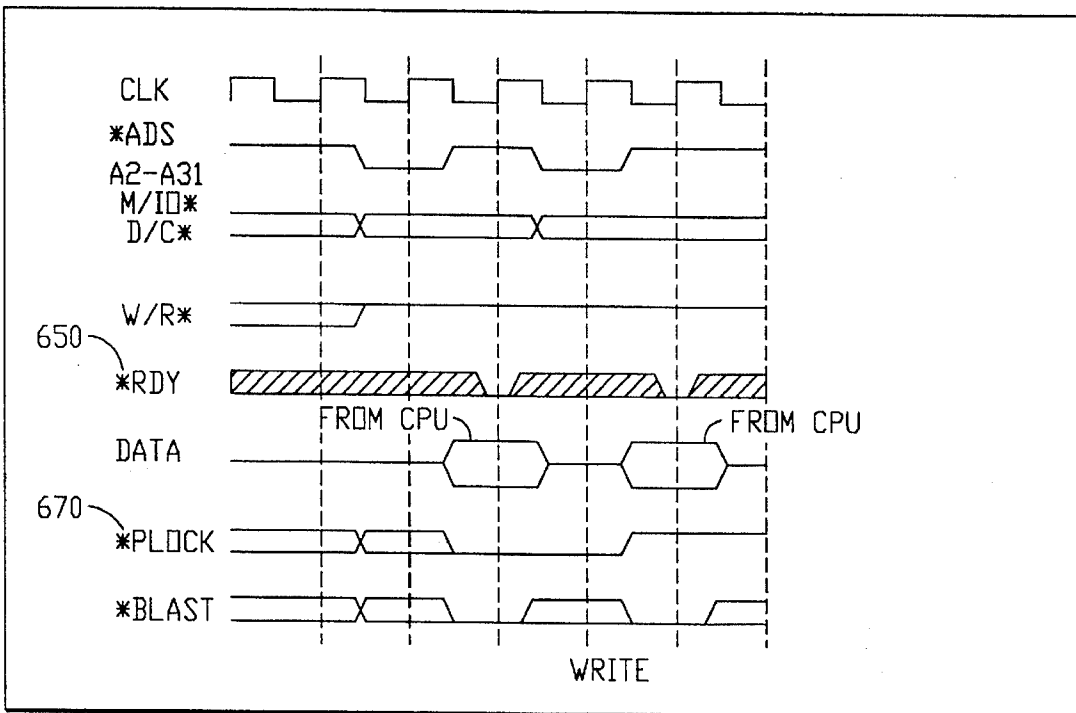 CLK
*ADS
A2-A31
M/IO*
D/C*
W/R*
650
*RDY
FROM CPU
FROM CPU
DATA
670
*PLOCK
*BLAST
WRITE